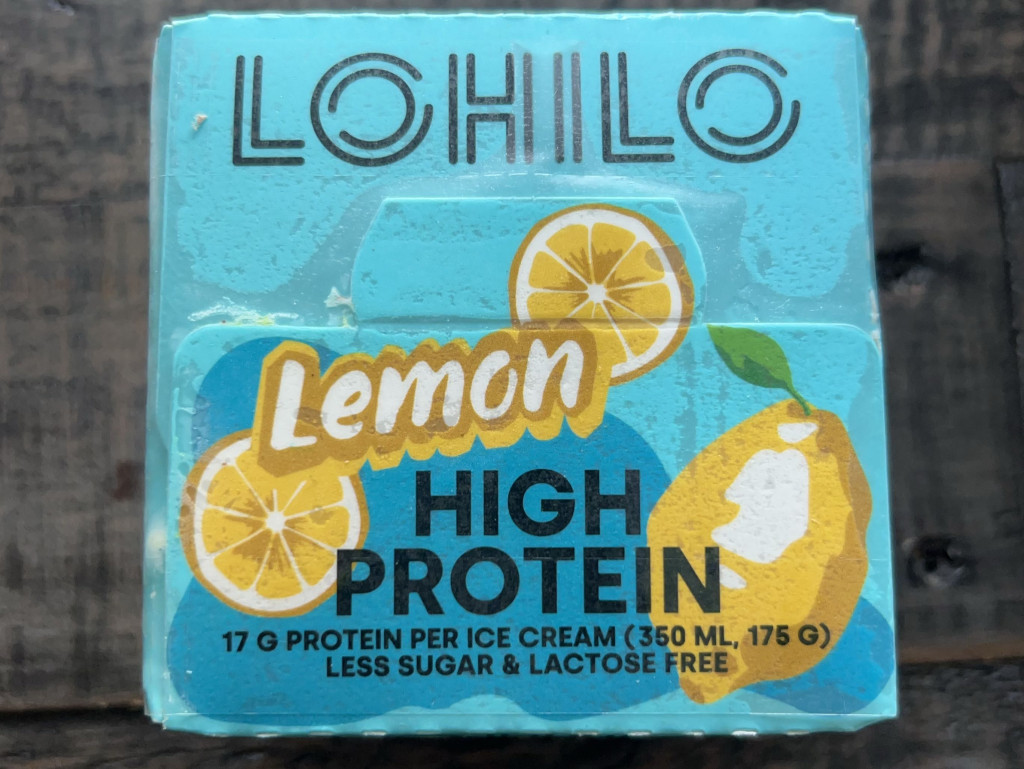 LOHILO
Lemon
HIGH
PROTEIN
17 G PROTEIN PER ICE CREAM (350 ML, 175 G)
LESS SUGAR & LACTOSE FREE